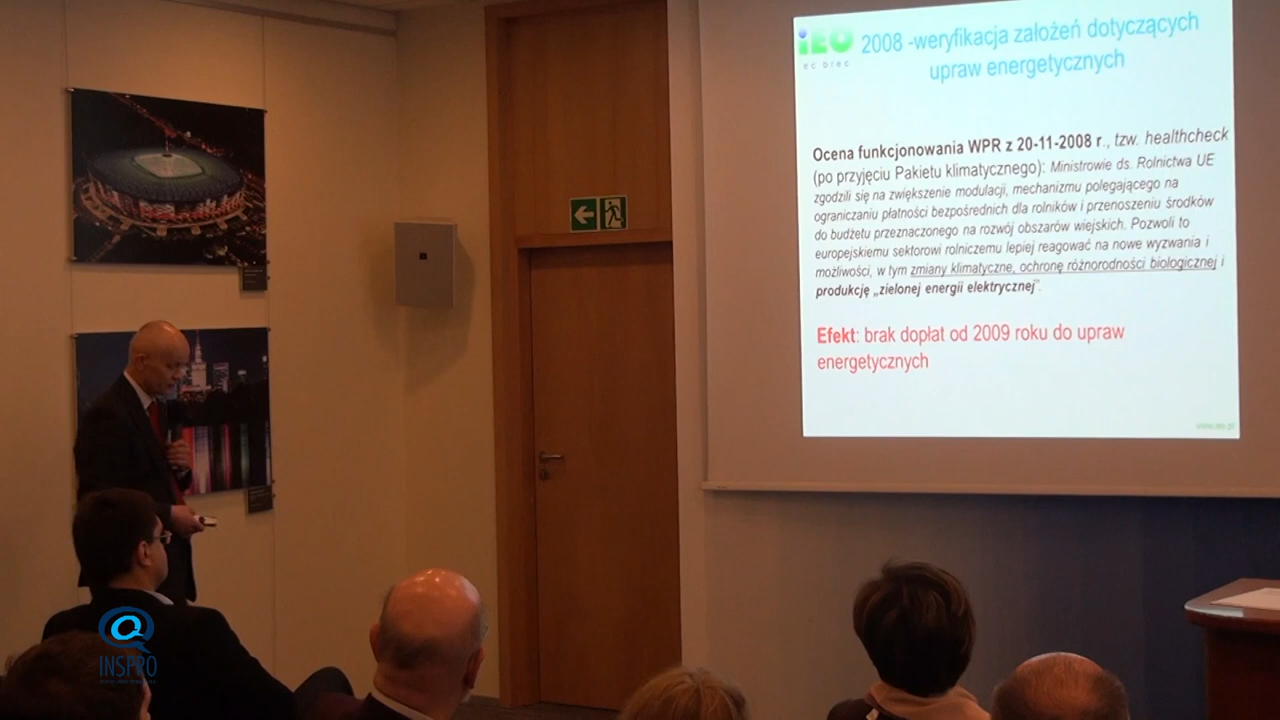 iEO
ec brec
2008 -weryfikacja założeń dotyczących
upraw energetycznych
Ocena funkcjonowania WPR z 20-11-2008 r., tzw. healthcheck
(po przyjęciu Pakietu klimatycznego): Ministrowie ds. Rolnictwa UE
zgodzili się na zwiększenie modulacji, mechanizmu polegającego na
ograniczaniu płatności bezpośrednich dla rolników i przenoszeniu środków
do budżetu przeznaczonego na rozwój obszarów wiejskich. Pozwoli to
europejskiemu sektorowi rolniczemu lepiej reagować na nowe wyzwania i
możliwości, w tym zmiany klimatyczne, ochronę różnorodności biologicznej i
produkcję „zielonej energii elektrycznej”.
Efekt: brak dopłat od 2009 roku do upraw
energetycznych
www.ieo.pl
INSPRO